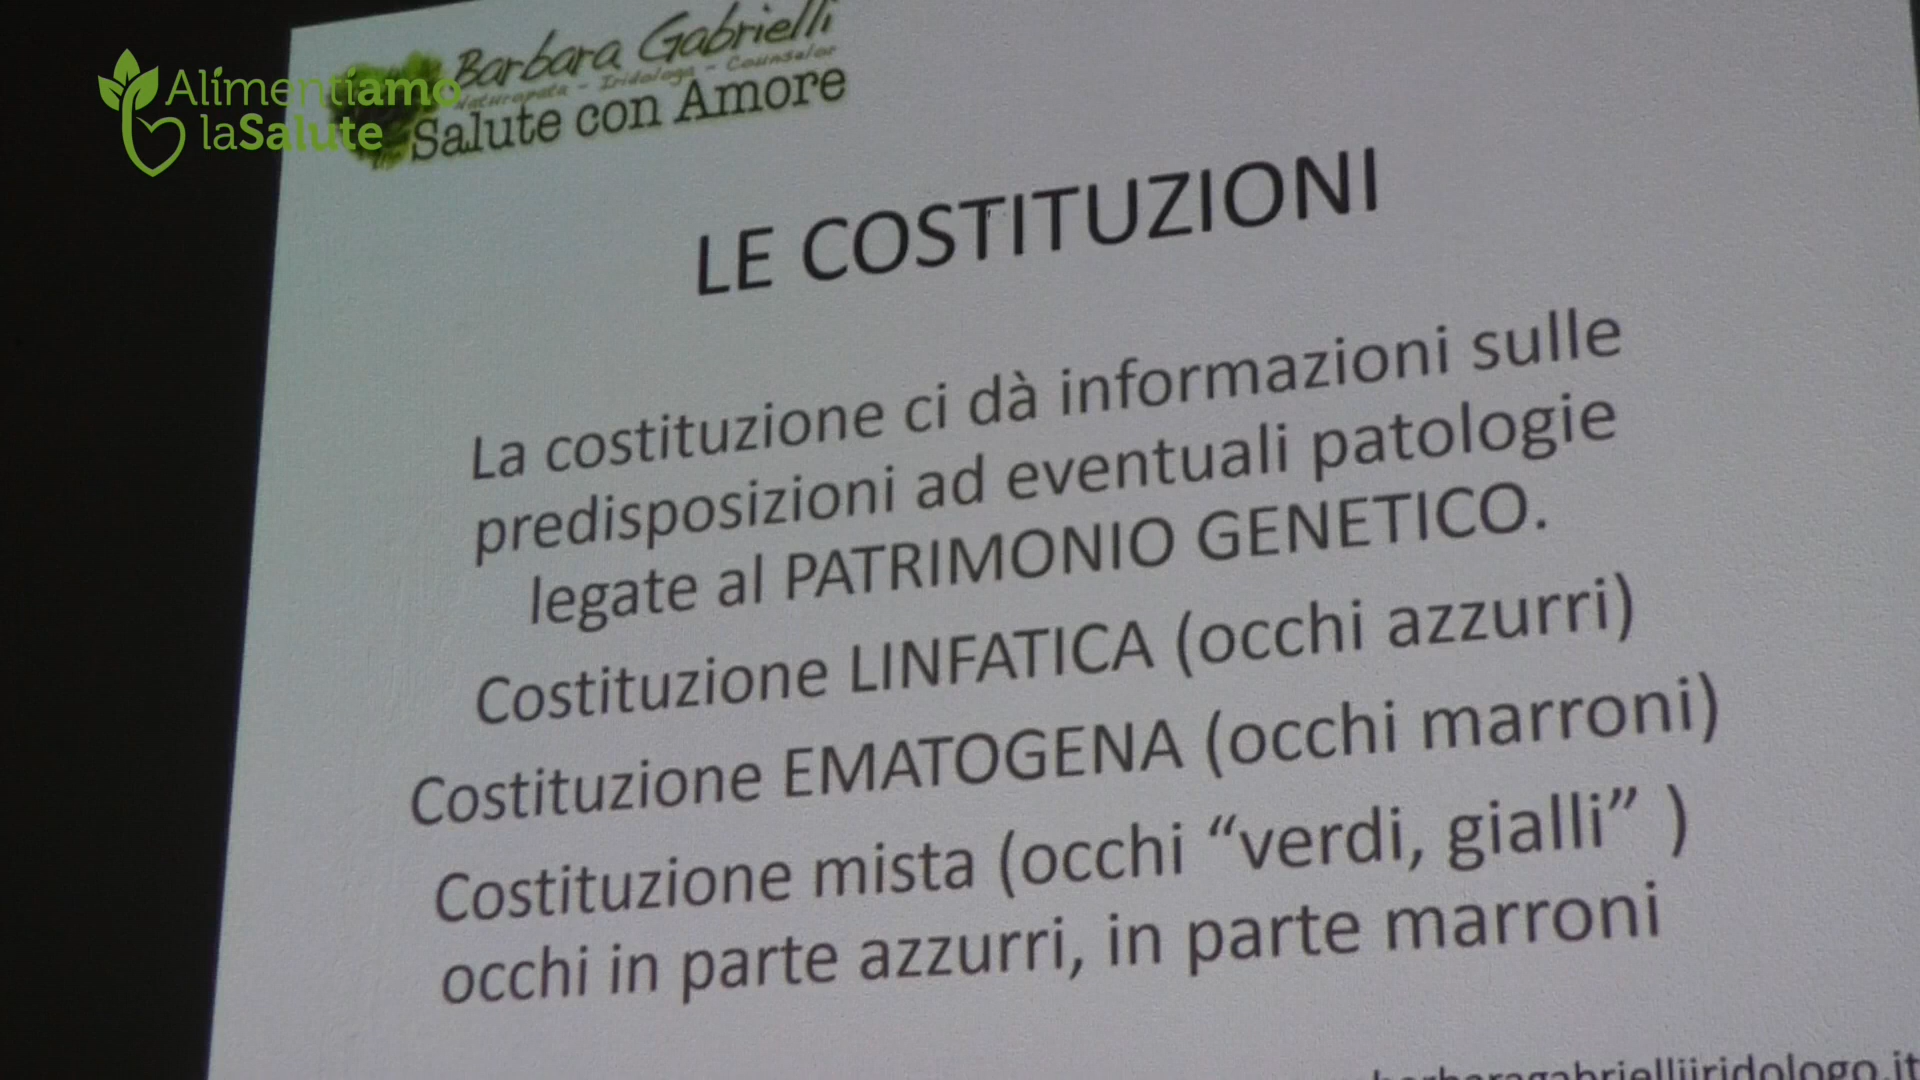 Alimentiamo
laSalute
Barbara Gabrielli
Naturopata - Iridologa - Counselor
Salute con Amore
LE COSTITUZIONI
La costituzione ci dà informazioni sulle
predisposizioni ad eventuali patologie
legate al PATRIMONIO GENETICO.
Costituzione LINFATICA (occhi azzurri)
Costituzione EMATOGENA (occhi marroni)
Costituzione mista (occhi “verdi, gialli” )
occhi in parte azzurri, in parte marroni
barbaragabrielliiridologo.it